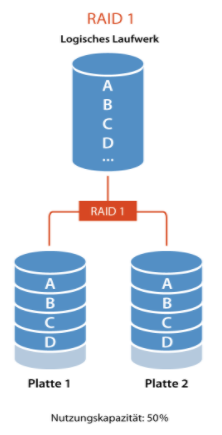 RAID 1
Logisches Laufwerk
A
B
C
D
...
RAID 1
A
B
C
D
A
B
C
D
Platte 1
Platte 2
Nutzungskapazität: 50%